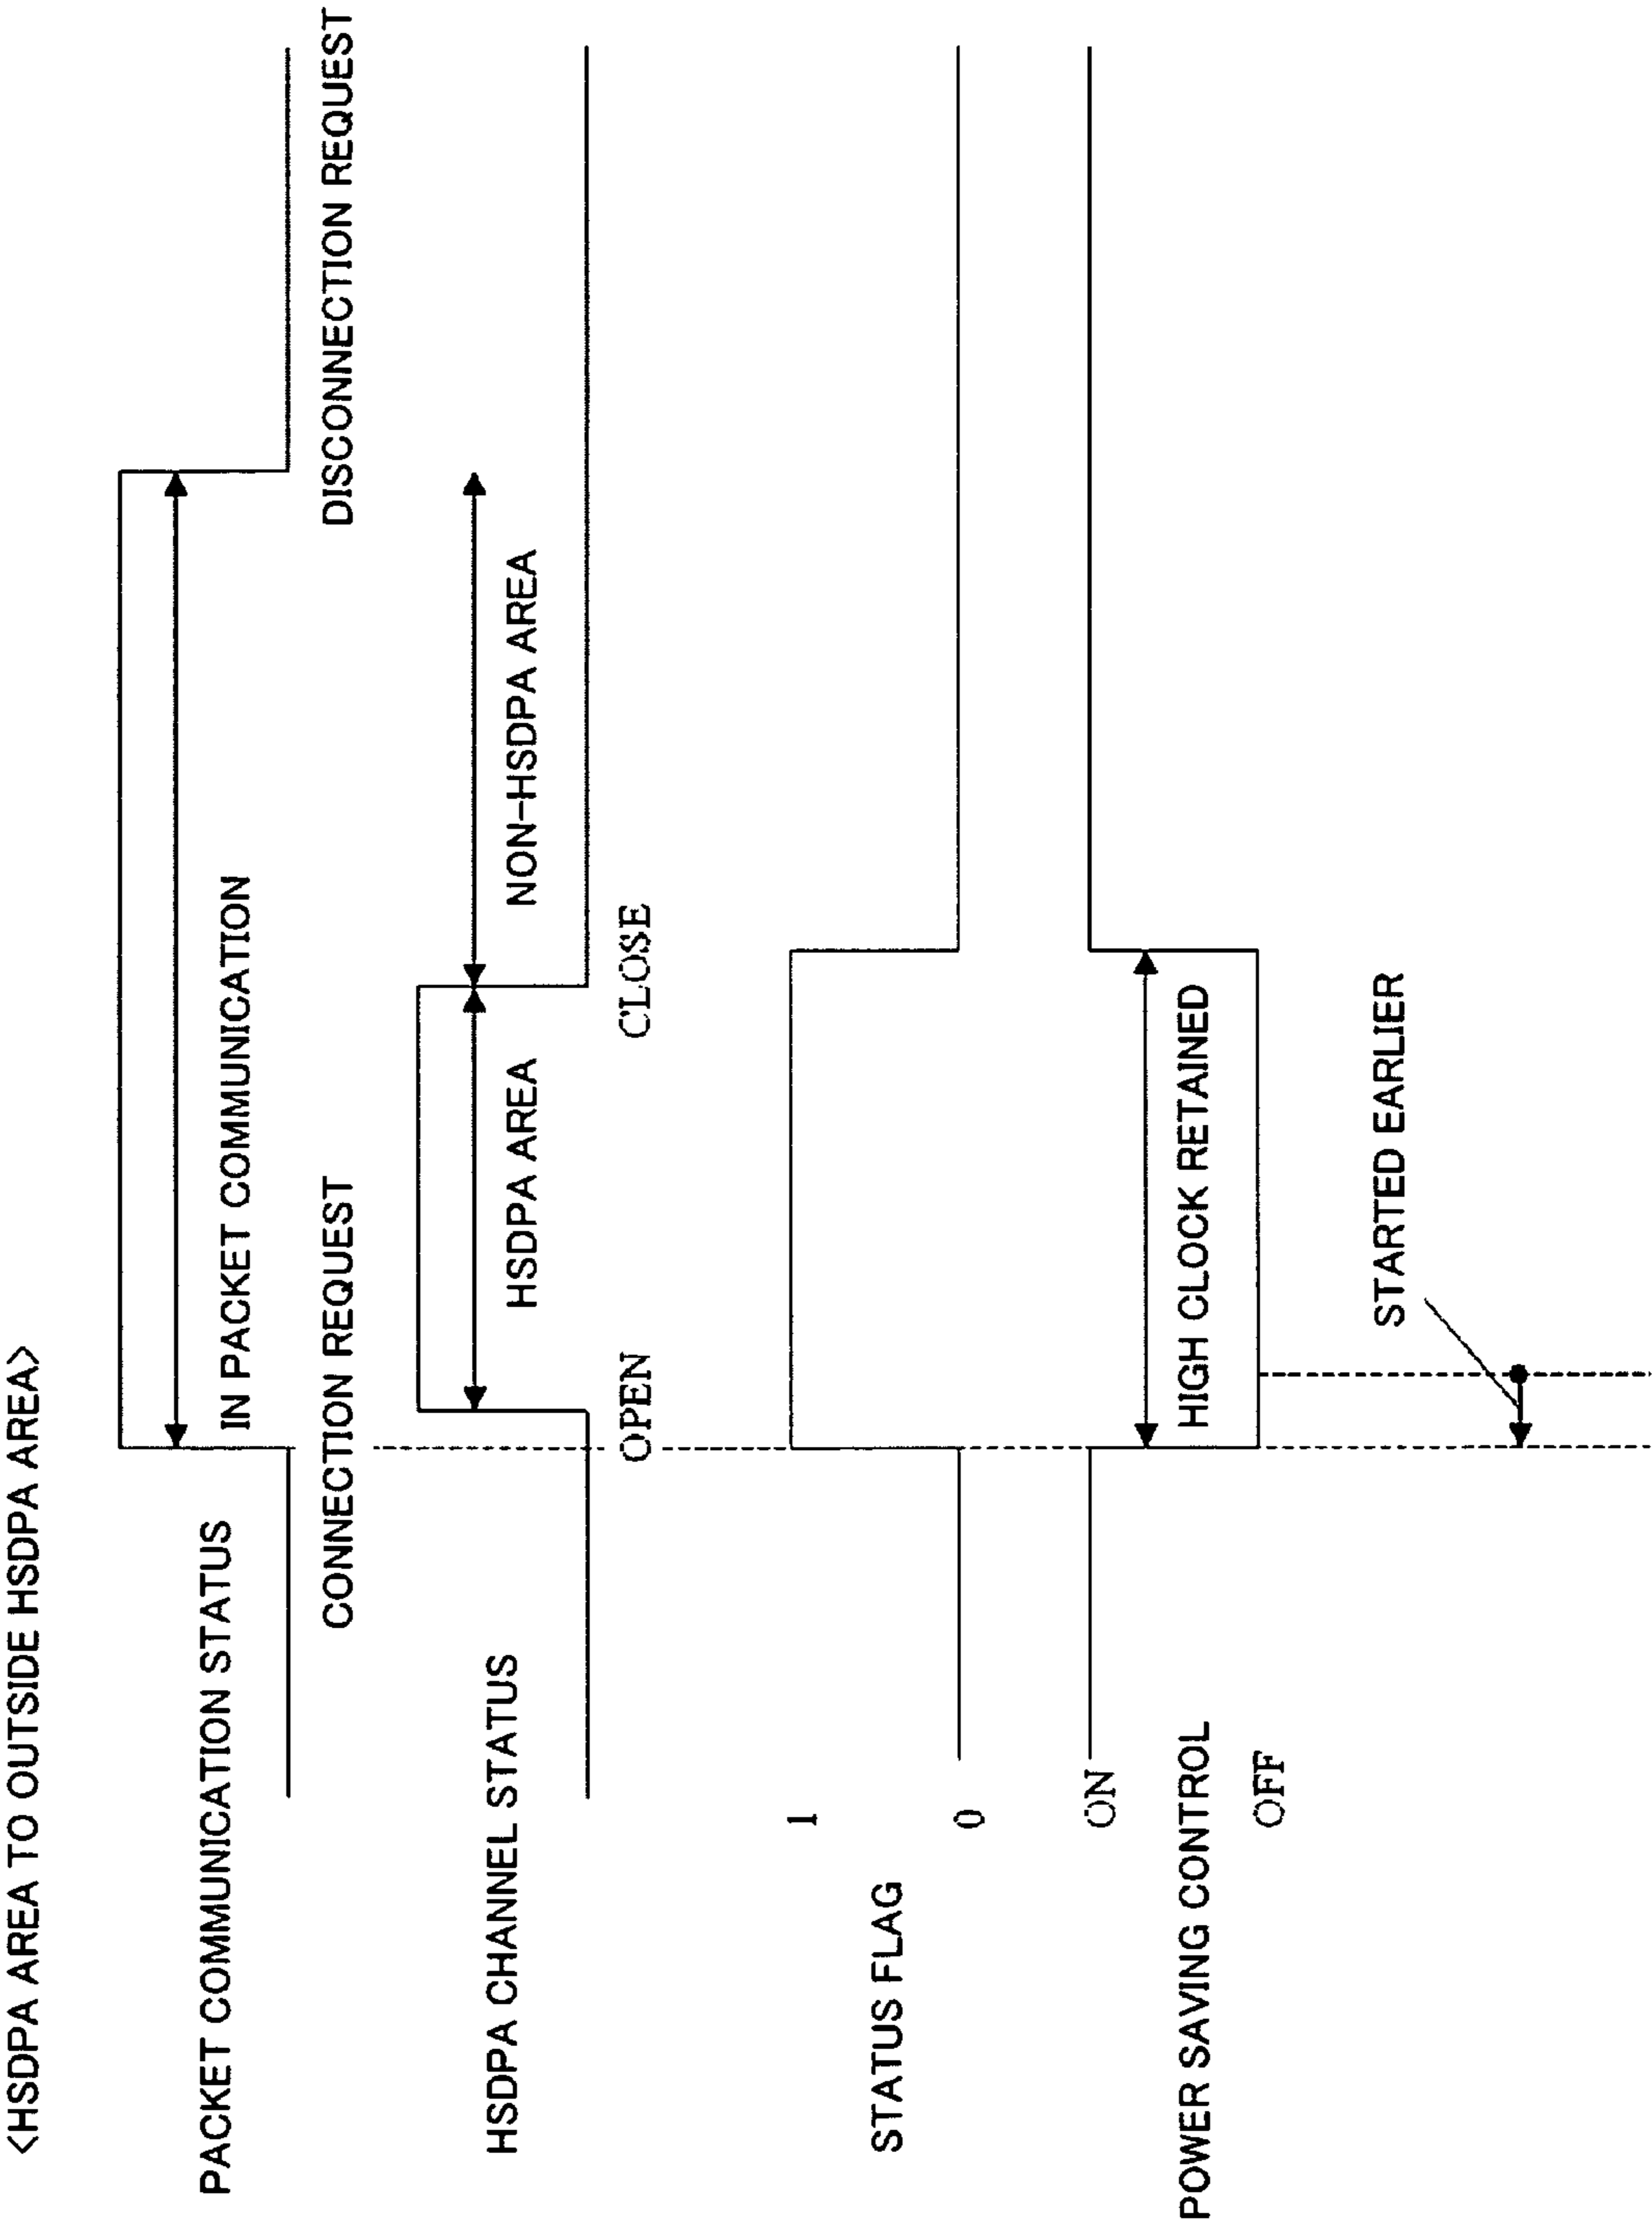 <HSDPA AREA TO OUTSIDE HSDPA AREA>
PACKET COMMUNICATION STATUS
IN PACKET COMMUNICATION
CONNECTION REQUEST
DISCONNECTION REQUEST
HSDPA CHANNEL STATUS
HSDPA AREA
NON-HSDPA AREA
OPEN
CLOSE
STATUS FLAG
1
0
POWER SAVING CONTROL
ON
OFF
HIGH CLOCK RETAINED
STARTED EARLIER